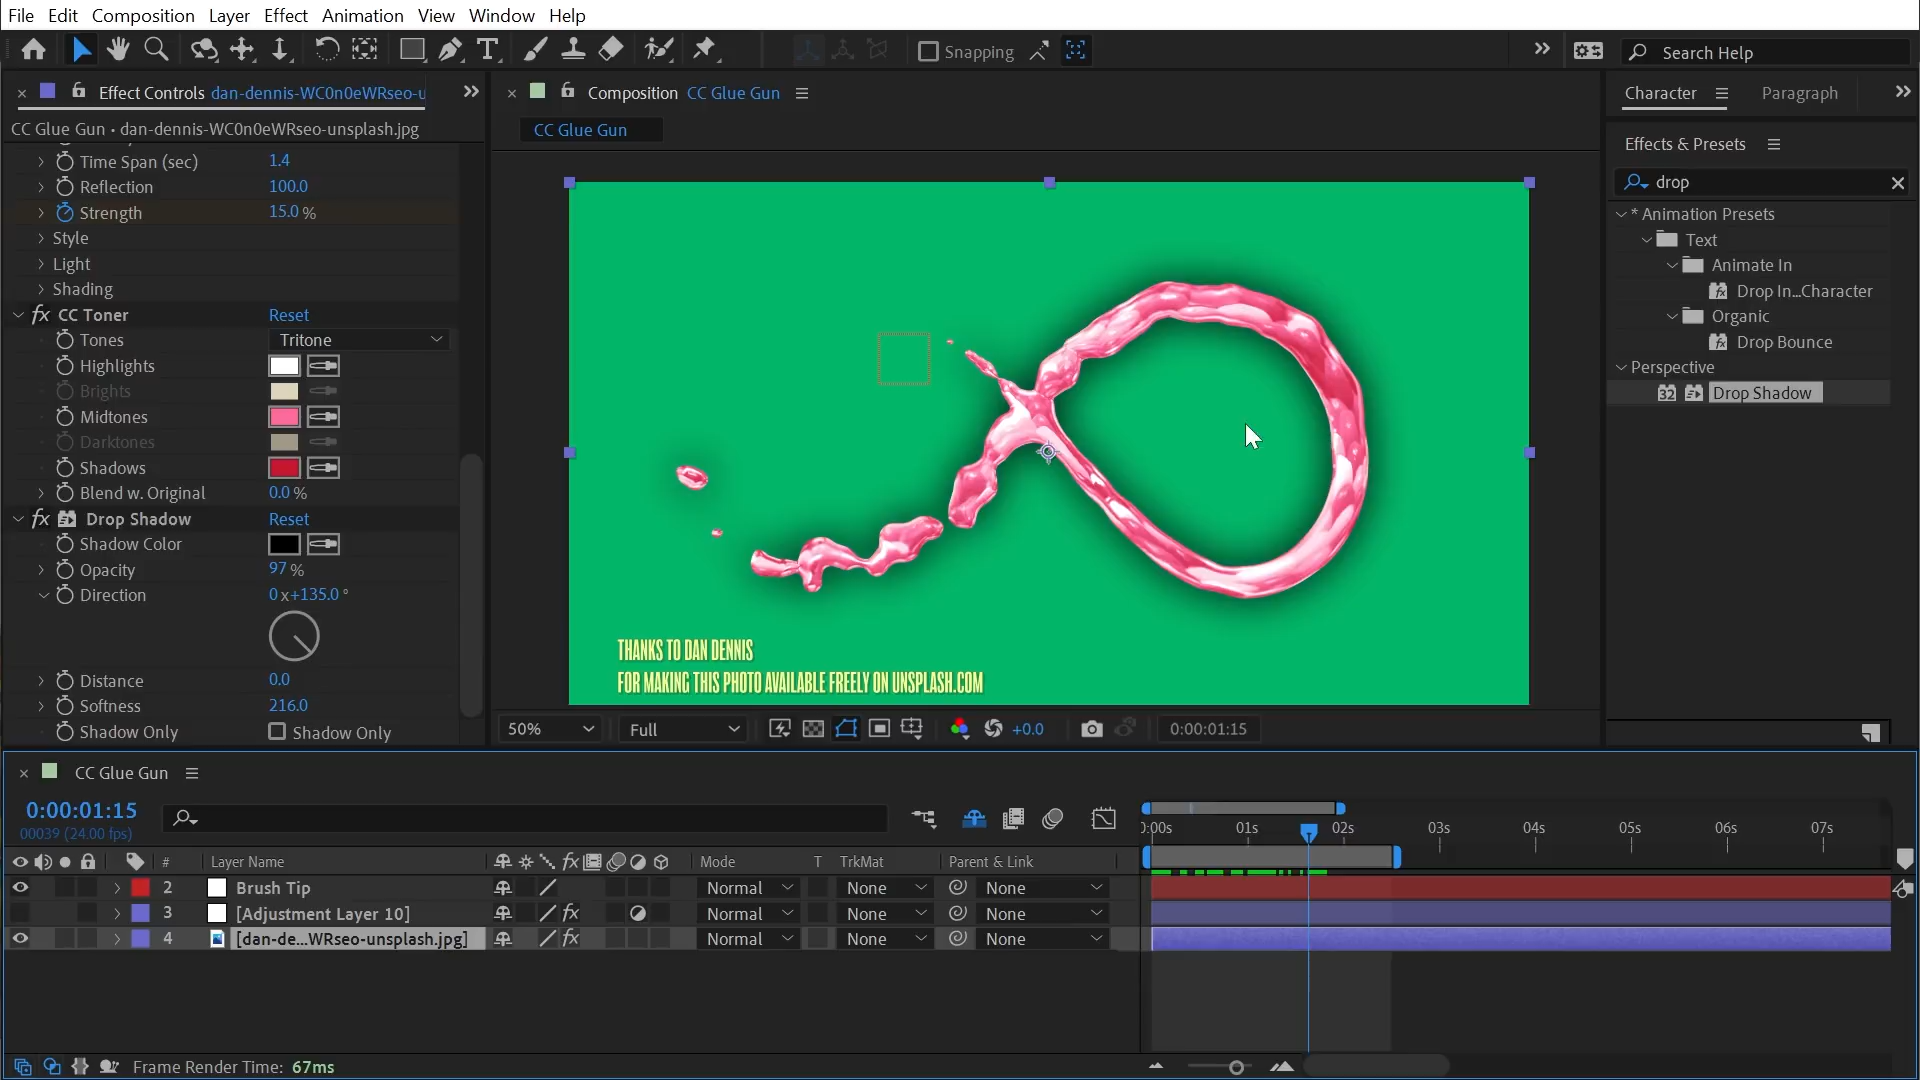 File Edit Composition Layer Effect Animation View Window Help
Snapping
Search Help
Effect Controls dan-dennis-WC0n0eWRseo-u
CC Glue Gun • dan-dennis-WC0n0eWRseo-unsplash.jpg
Time Span (sec) 1.4
Reflection 100.0
Strength 15.0 %
Style
Light
Shading
fx CC Toner Reset
Tones Tritone
Highlights
Brights
Midtones
Darktones
Shadows
Blend w. Original 0.0 %
fx Drop Shadow Reset
Shadow Color
Opacity 97 %
Direction 0 x+135.0 °
Distance 0.0
Softness 216.0
Shadow Only Shadow Only
Composition CC Glue Gun
CC Glue Gun
THANKS TO DAN DENNIS
FOR MAKING THIS PHOTO AVAILABLE FREELY ON UNSPLASH.COM
50% Full +0.0 0:00:01:15
Character Paragraph
Effects & Presets
drop
* Animation Presets
Text
Animate In
Drop In...Character
Organic
Drop Bounce
Perspective
32 Drop Shadow
CC Glue Gun
0:00:01:15
00039 (24.00 fps)
0:00s 01s 02s 03s 04s 05s 06s 07s
# Layer Name fx Mode T TrkMat Parent & Link
2 Brush Tip Normal None None
3 [Adjustment Layer 10] fx Normal None None
4 [dan-de...WRseo-unsplash.jpg] fx Normal None None
Frame Render Time: 67ms